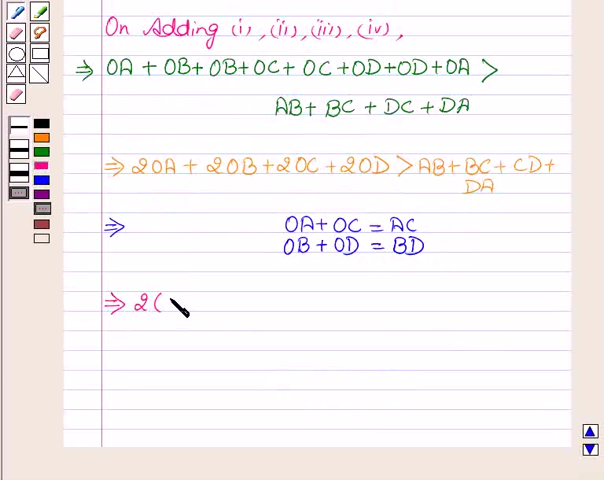 On Adding (i), (ii), (iii), (iv),
⇒ OA + OB + OB + OC + OC + OD + OD + OA >
AB + BC + DC + DA
⇒ 2OA + 2OB + 2OC + 2OD > AB + BC + CD +
DA
⇒ OA + OC = AC
OB + OD = BD
⇒ 2(